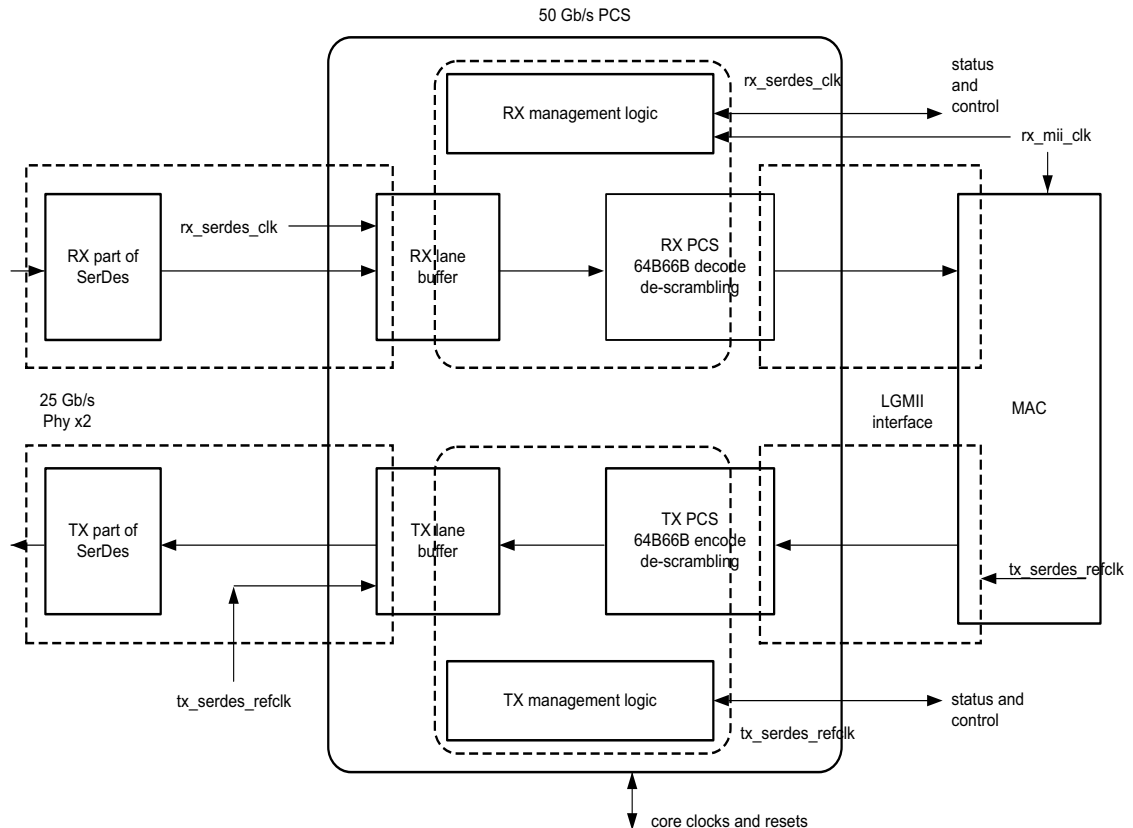 50 Gb/s PCS
rx_serdes_clk
status
and
control
RX management logic
rx_mii_clk
rx_serdes_clk
RX part of
SerDes
RX lane
buffer
RX PCS
64B66B decode
de-scrambling
25 Gb/s
Phy x2
LGMII
interface
MAC
TX part of
SerDes
TX lane
buffer
TX PCS
64B66B encode
de-scrambling
tx_serdes_refclk
tx_serdes_refclk
TX management logic
status and
control
tx_serdes_refclk
core clocks and resets